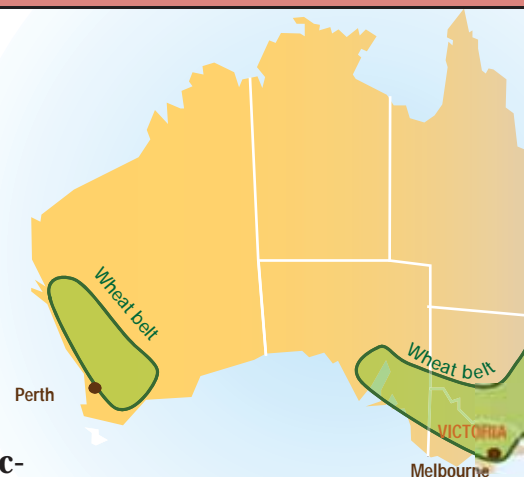 Wheat belt
Wheat belt
Perth
VICTORIA
c-
Melbourne